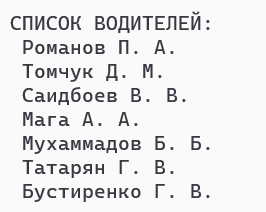 СПИСОК ВОДИТЕЛЕЙ:
Романов П. А.
Томчук Д. М.
Саидбоев В. В.
Мага А. А.
Мухаммадов Б. Б.
Татарян Г. В.
Бустиренко Г. В.